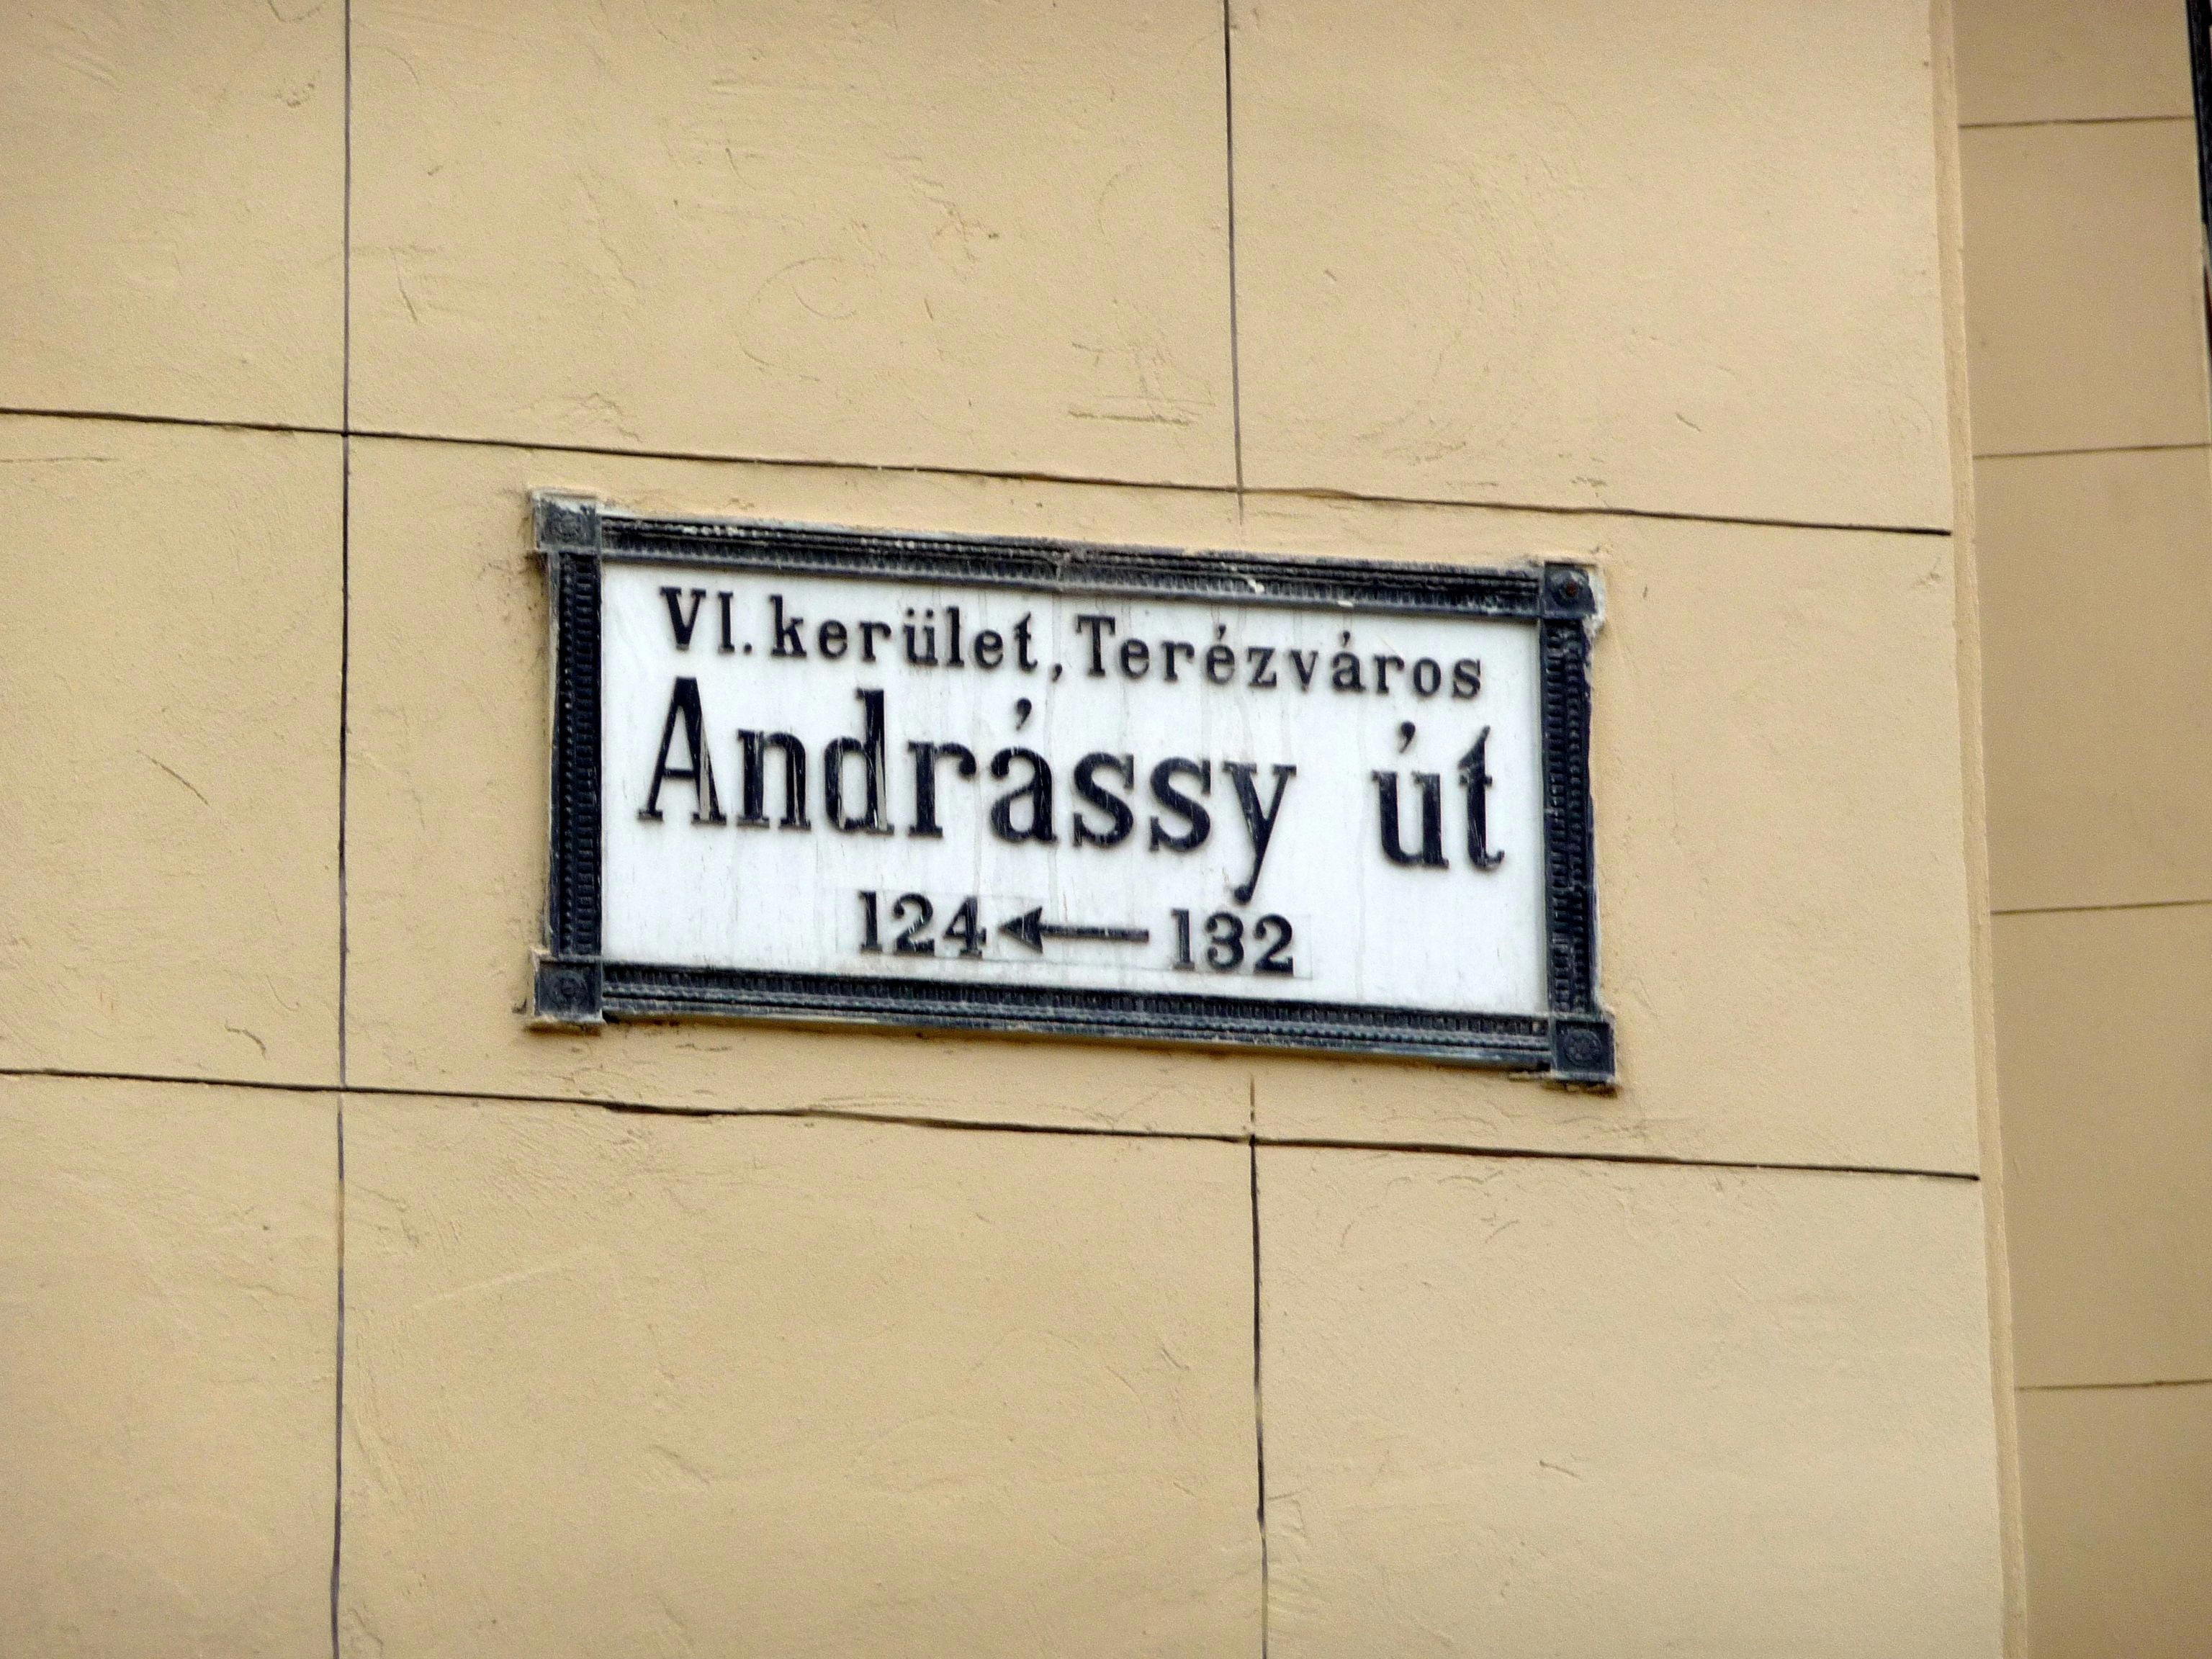 VI. kerület, Terézváros
Andrássy út
124 ← 132